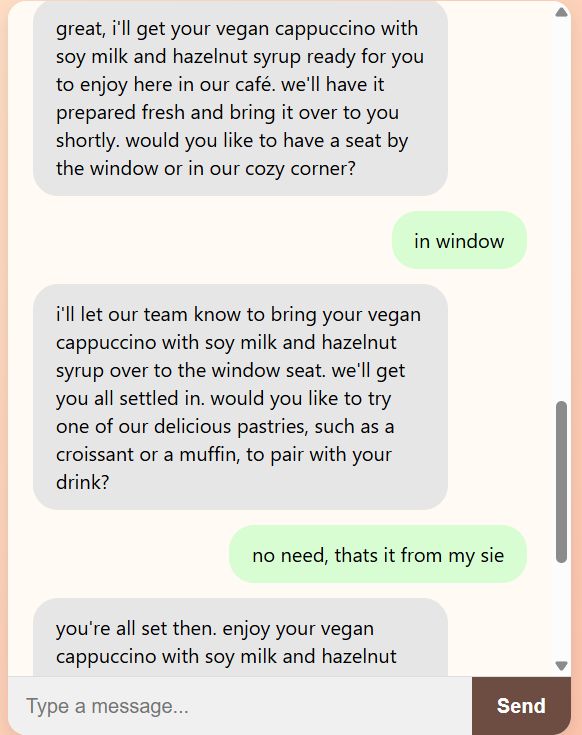 great, i'll get your vegan cappuccino with
soy milk and hazelnut syrup ready for you
to enjoy here in our café. we'll have it
prepared fresh and bring it over to you
shortly. would you like to have a seat by
the window or in our cozy corner?
in window
i'll let our team know to bring your vegan
cappuccino with soy milk and hazelnut
syrup over to the window seat. we'll get
you all settled in. would you like to try
one of our delicious pastries, such as a
croissant or a muffin, to pair with your
drink?
no need, thats it from my sie
you're all set then. enjoy your vegan
cappuccino with soy milk and hazelnut
Type a message...
Send